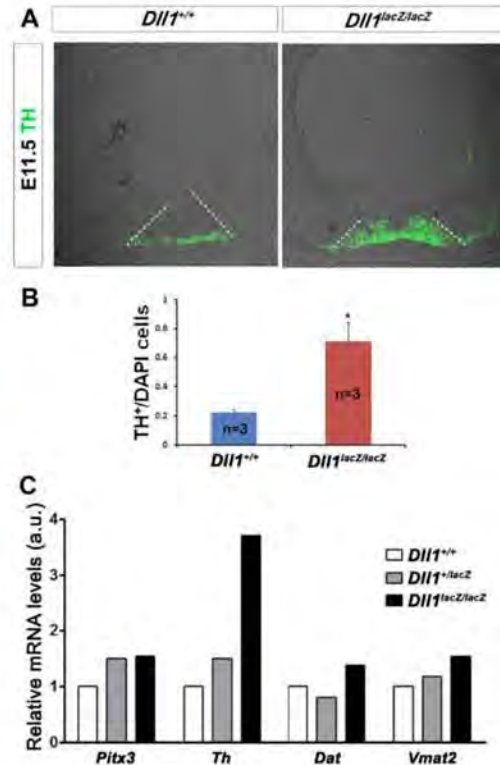 A
Dll1+/+
Dll1lacZ/lacZ
E11.5 TH
B
TH+/DAPI cells
1
0.8
0.6
0.4
0.2
0
*
n=3
n=3
Dll1+/+
Dll1lacZ/lacZ
C
Relative mRNA levels (a.u.)
4
3
2
1
0
Dll1+/+
Dll1+/lacZ
Dll1lacZ/lacZ
Pitx3 Th Dat Vmat2